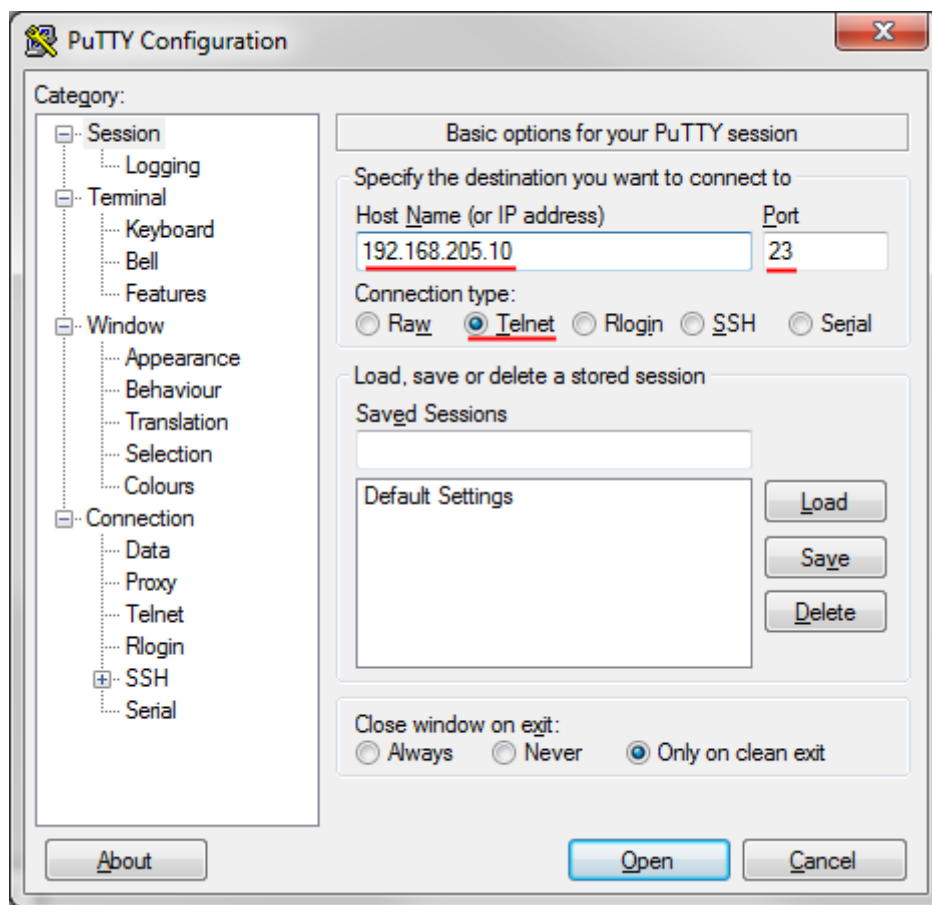 PuTTY Configuration
Category:
Session
Logging
Terminal
Keyboard
Bell
Features
Window
Appearance
Behaviour
Translation
Selection
Colours
Connection
Data
Proxy
Telnet
Rlogin
SSH
Serial
Basic options for your PuTTY session
Specify the destination you want to connect to
Host Name (or IP address) Port
192.168.205.10 23
Connection type:
Raw Telnet Rlogin SSH Serial
Load, save or delete a stored session
Saved Sessions
Default Settings
Load
Save
Delete
Close window on exit:
Always Never Only on clean exit
About Open Cancel